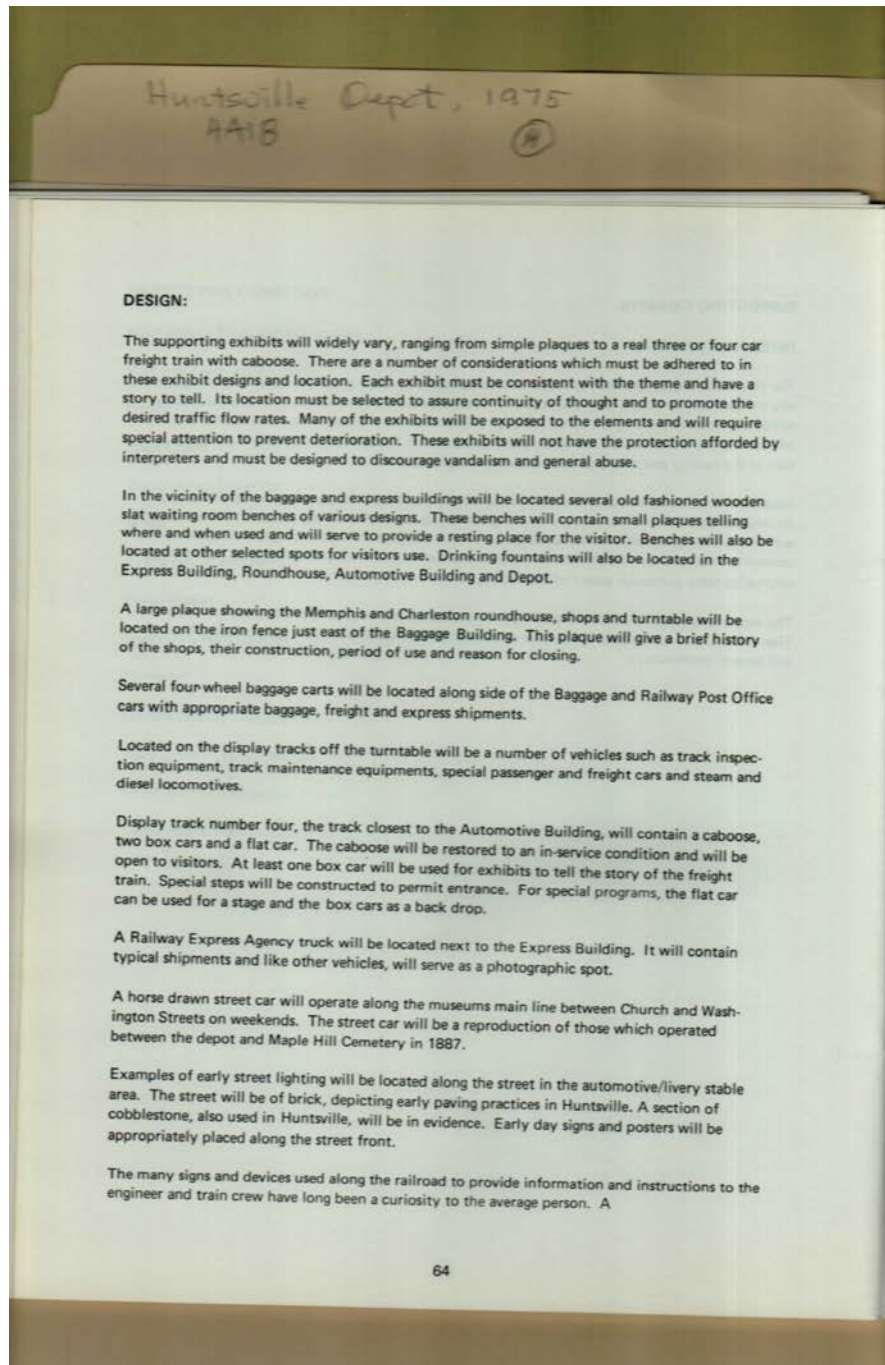 Huntsville Depot, 1975
4418
A
DESIGN:
The supporting exhibits will widely vary, ranging from simple plaques to a real three or four car
freight train with caboose. There are a number of considerations which must be adhered to in
these exhibit designs and location. Each exhibit must be consistent with the theme and have a
story to tell. Its location must be selected to assure continuity of thought and to promote the
desired traffic flow rates. Many of the exhibits will be exposed to the elements and will require
special attention to prevent deterioration. These exhibits will not have the protection afforded by
interpreters and must be designed to discourage vandalism and general abuse.
In the vicinity of the baggage and express buildings will be located several old fashioned wooden
slat waiting room benches of various designs. These benches will contain small plaques telling
where and when used and will serve to provide a resting place for the visitor. Benches will also be
located at other selected spots for visitors use. Drinking fountains will also be located in the
Express Building, Roundhouse, Automotive Building and Depot.
A large plaque showing the Memphis and Charleston roundhouse, shops and turntable will be
located on the iron fence just east of the Baggage Building. This plaque will give a brief history
of the shops, their construction, period of use and reason for closing.
Several four wheel baggage carts will be located along side of the Baggage and Railway Post Office
cars with appropriate baggage, freight and express shipments.
Located on the display tracks off the turntable will be a number of vehicles such as track inspec-
tion equipment, track maintenance equipments, special passenger and freight cars and steam and
diesel locomotives.
Display track number four, the track closest to the Automotive Building, will contain a caboose,
two box cars and a flat car. The caboose will be restored to an in-service condition and will be
open to visitors. At least one box car will be used for exhibits to tell the story of the freight
train. Special steps will be constructed to permit entrance. For special programs, the flat car
can be used for a stage and the box cars as a back drop.
A Railway Express Agency truck will be located next to the Express Building. It will contain
typical shipments and like other vehicles, will serve as a photographic spot.
A horse drawn street car will operate along the museums main line between Church and Wash-
ington Streets on weekends. The street car will be a reproduction of those which operated
between the depot and Maple Hill Cemetery in 1887.
Examples of early street lighting will be located along the street in the automotive/livery stable
area. The street will be of brick, depicting early paving practices in Huntsville. A section of
cobblestone, also used in Huntsville, will be in evidence. Early day signs and posters will be
appropriately placed along the street front.
The many signs and devices used along the railroad to provide information and instructions to the
engineer and train crew have long been a curiosity to the average person. A
64